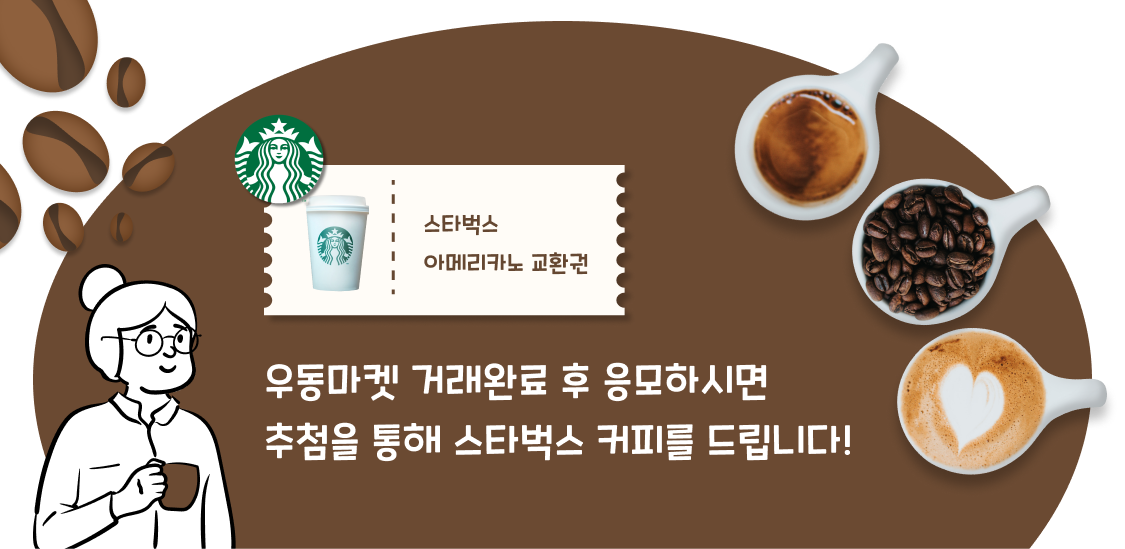 스타벅스
아메리카노 교환권
우동마켓 거래완료 후 응모하시면
추첨을 통해 스타벅스 커피를 드립니다!